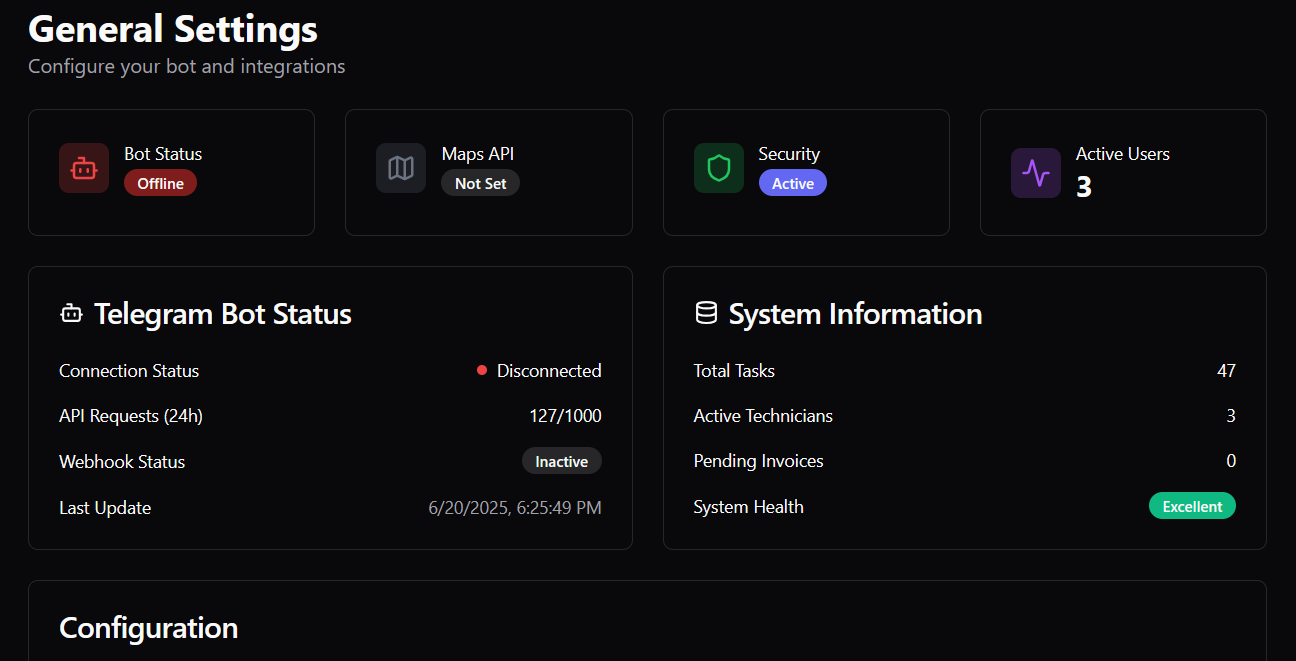 General Settings
Configure your bot and integrations
Bot Status
Offline
Maps API
Not Set
Security
Active
Active Users
3
Telegram Bot Status
Connection Status Disconnected
API Requests (24h) 127/1000
Webhook Status Inactive
Last Update 6/20/2025, 6:25:49 PM
System Information
Total Tasks 47
Active Technicians 3
Pending Invoices 0
System Health Excellent
Configuration